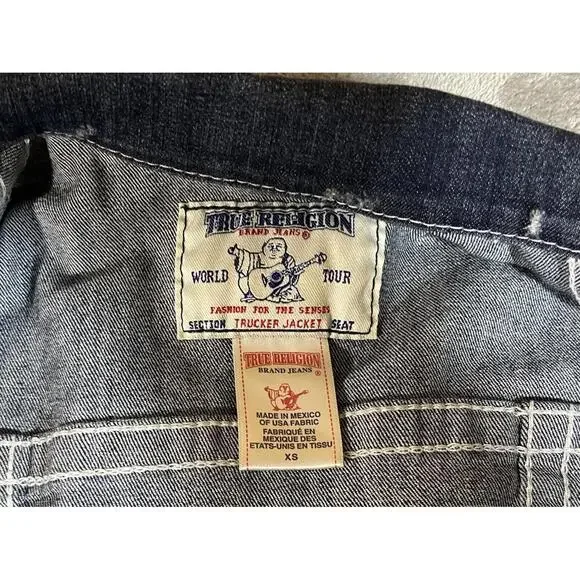 TRUE RELIGION
BRAND JEANS®
WORLD TOUR
FASHION FOR THE SENSES
SECTION TRUCKER JACKET SEAT
TRUE RELIGION
BRAND JEANS®
MADE IN MEXICO
OF USA FABRIC
FABRIQUÉ EN
MEXIQUE DES
ETATS-UNIS EN TISSU
XS